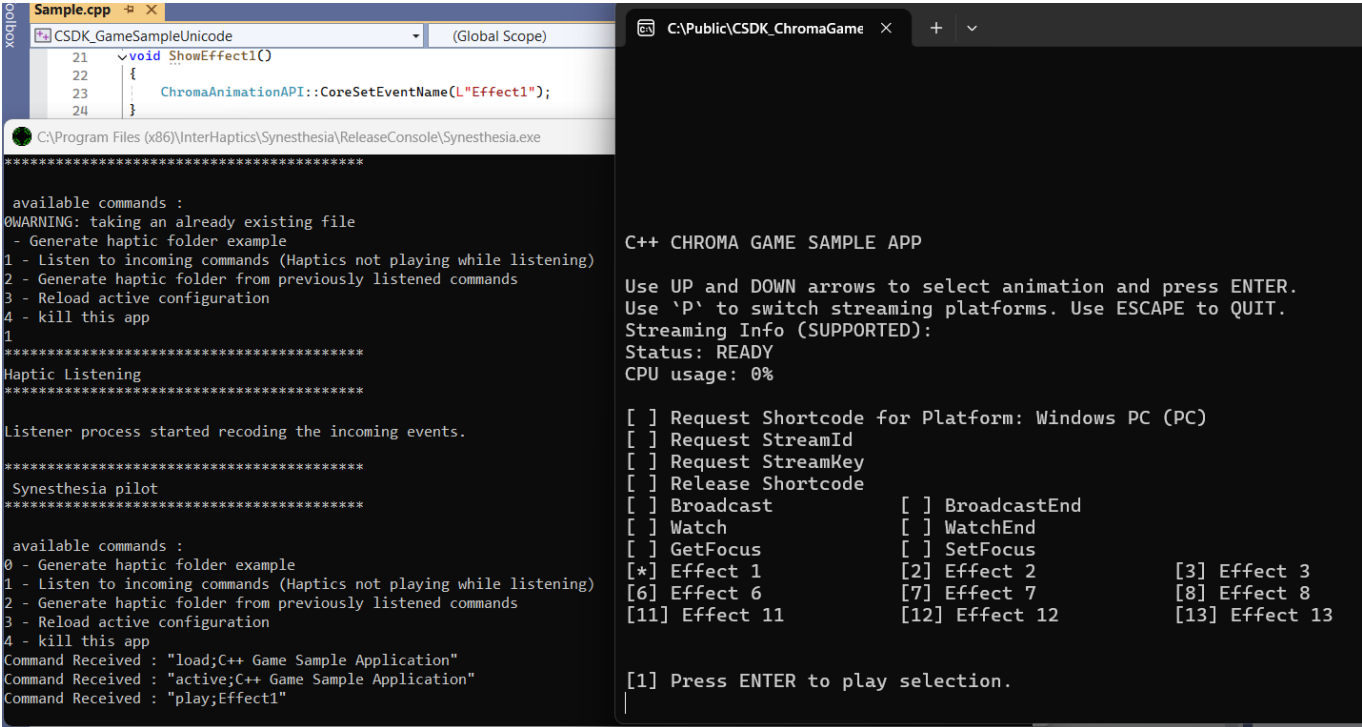 oolbox
Sample.cpp
CSDK_GameSampleUnicode
(Global Scope)
21 void ShowEffect1()
22 {
23 ChromaAnimationAPI::CoreSetEventName(L"Effect1");
24 }
C:\Program Files (x86)\InterHaptics\Synesthesia\ReleaseConsole\Synesthesia.exe
******************************************
available commands :
0WARNING: taking an already existing file
- Generate haptic folder example
1 - Listen to incoming commands (Haptics not playing while listening)
2 - Generate haptic folder from previously listened commands
3 - Reload active configuration
4 - kill this app
1
******************************************
Haptic Listening
******************************************
Listener process started recoding the incoming events.
******************************************
Synesthesia pilot
******************************************
available commands :
0 - Generate haptic folder example
1 - Listen to incoming commands (Haptics not playing while listening)
2 - Generate haptic folder from previously listened commands
3 - Reload active configuration
4 - kill this app
Command Received : "load;C++ Game Sample Application"
Command Received : "active;C++ Game Sample Application"
Command Received : "play;Effect1"
C:\Public\CSDK_ChromaGame
C++ CHROMA GAME SAMPLE APP
Use UP and DOWN arrows to select animation and press ENTER.
Use `P` to switch streaming platforms. Use ESCAPE to QUIT.
Streaming Info (SUPPORTED):
Status: READY
CPU usage: 0%
[ ] Request Shortcode for Platform: Windows PC (PC)
[ ] Request StreamId
[ ] Request StreamKey
[ ] Release Shortcode
[ ] Broadcast [ ] BroadcastEnd
[ ] Watch [ ] WatchEnd
[ ] GetFocus [ ] SetFocus
[*] Effect 1 [2] Effect 2 [3] Effect 3
[6] Effect 6 [7] Effect 7 [8] Effect 8
[11] Effect 11 [12] Effect 12 [13] Effect 13
[1] Press ENTER to play selection.